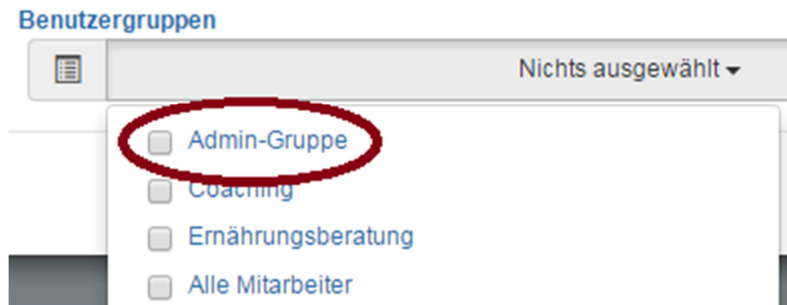 Benutzergruppen
Nichts ausgewählt
Admin-Gruppe
Coaching
Ernährungsberatung
Alle Mitarbeiter